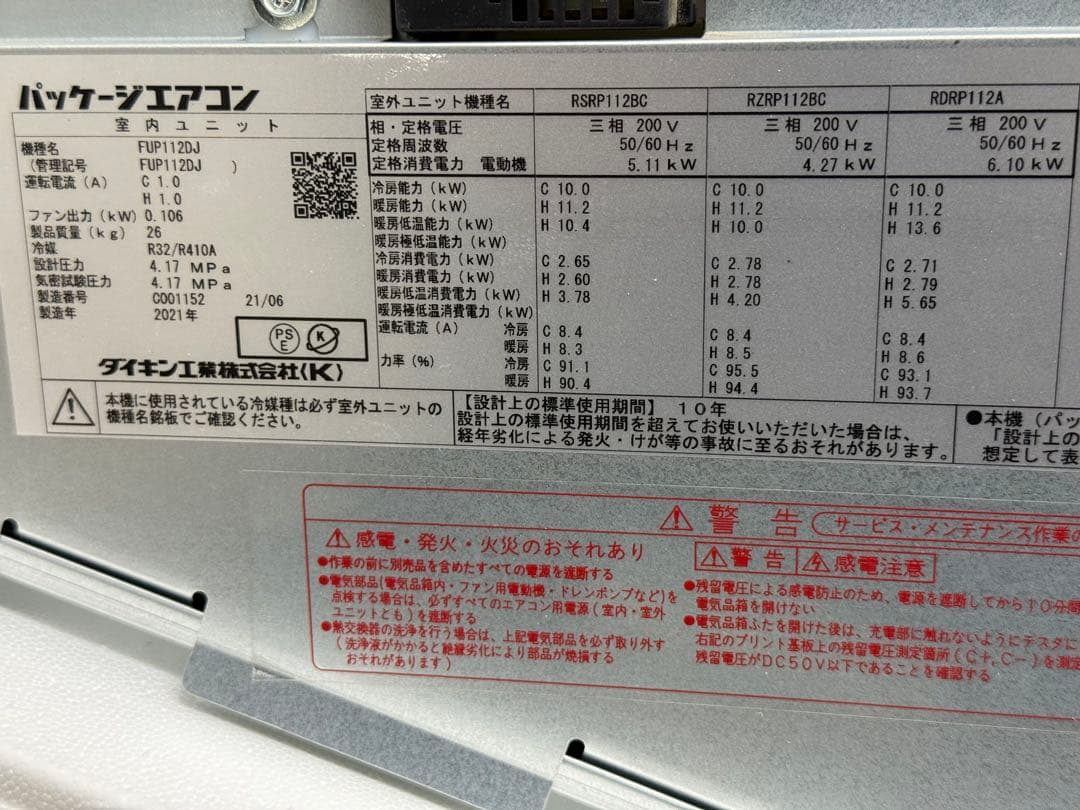 パッケージエアコン
室内ユニット
機種名 FUP112DJ
(管理記号 FUP112DJ )
運転電流 (A) C 1.0
H 1.0
ファン出力 (kW) 0.106
製品質量 (kg) 26
冷媒 R32/R410A
設計圧力 4.17 MPa
気密試験圧力 4.17 MPa
製造番号 C001152 21/06
製造年 2021年
PS
E
K
ダイキン工業株式会社(K)
室外ユニット機種名 RSRP112BC RZRP112BC RDRP112A
相・定格電圧 三相 200V 三相 200V 三相 200V
定格周波数 50/60Hz 50/60Hz 50/60Hz
定格消費電力 電動機 5.11kW 4.27kW 6.10kW
冷房能力 (kW) C 10.0 C 10.0 C 10.0
暖房能力 (kW) H 11.2 H 11.2 H 11.2
暖房低温能力 (kW) H 10.4 H 10.0 H 13.6
暖房極低温能力 (kW)
冷房消費電力 (kW) C 2.65 C 2.78 C 2.71
暖房消費電力 (kW) H 2.60 H 2.78 H 2.79
暖房低温消費電力 (kW) H 3.78 H 4.20 H 5.65
暖房極低温消費電力 (kW)
運転電流 (A) 冷房 C 8.4 C 8.4 C 8.4
暖房 H 8.3 H 8.5 H 8.6
力率 (%) 冷房 C 91.1 C 95.5 C 93.1
暖房 H 90.4 H 94.4 H 93.7
本機に使用されている冷媒種は必ず室外ユニットの
機種名銘板でご確認ください。
【設計上の標準使用期間】 10年
設計上の標準使用期間を超えてお使いいただいた場合は、
経年劣化による発火・けが等の事故に至るおそれがあります。
●本機(パッ
「設計上の
想定して表
警告 サービス・メンテナンス作業の
感電・発火・火災のおそれあり
●作業の前に別売品を含めたすべての電源を遮断する
●電気部品(電気品箱内・ファン用電動機・ドレンポンプなど)を
点検する場合は、必ずすべてのエアコン用電源(室内・室外
ユニットとも)を遮断する
●熱交換器の洗浄を行う場合は、上記電気部品を必ず取り外す
(洗浄液がかかると絶縁劣化により部品が焼損する
おそれがあります)
警告 感電注意
●残留電圧による感電防止のため、電源を遮断してから10分間
電気品箱を開けない
●電気品箱ふたを開けた後は、充電部に触れないようにテスタに
右記のプリント基板上の残留電圧測定箇所(C+,C−)を測定
残留電圧がDC50V以下であることを確認する